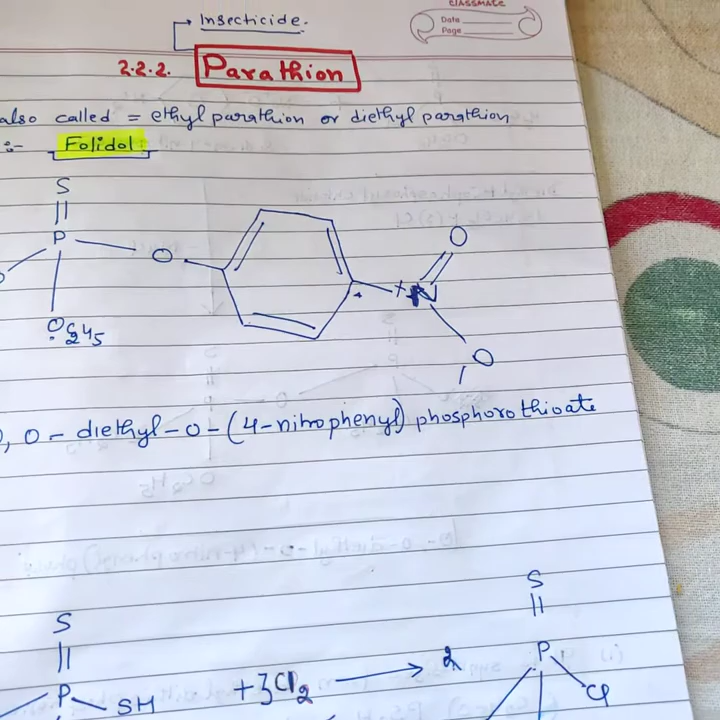 Insecticide.
CLASSMATE
Date
Page
2.2.2. Parathion
also called = ethyl parathion or diethyl parathion
:- Folidol:
S
P O N O
OC2H5 O
O, O - diethyl-O-(4-nitrophenyl) phosphorothioate
S
P SH +3Cl2 → 2
S
P
Cl